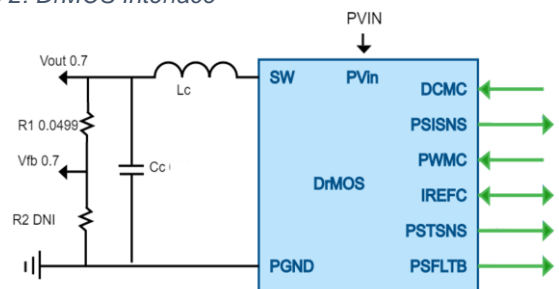 2. DrMOS Interface
PVIN
Vout 0.7
SW
PVin
Lc
DCMC
R1 0.0499
PSISNS
PWMC
Vfb 0.7
Cc
DrMOS
IREFC
R2 DNI
PSTSNS
PGND
PSFLTB